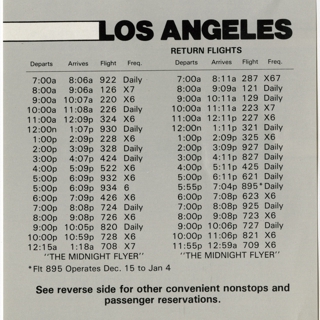 LOS ANGELES
RETURN FLIGHTS
Departs Arrives Flight Freq. Departs Arrives Flight Freq.
7:00a 8:06a 922 Daily 7:00a 8:11a 287 X67
8:00a 9:06a 126 X7 8:00a 9:09a 121 Daily
9:00a 10:07a 220 X6 9:00a 10:11a 129 Daily
10:00a 11:08a 226 Daily 10:00a 11:11a 223 X7
11:00a 12:09p 324 X6 11:00a 12:11p 227 X6
12:00n 1:07p 930 Daily 12:00n 1:11p 321 Daily
1:00p 2:09p 228 X6 1:00p 2:09p 325 X6
2:00p 3:09p 328 Daily 2:00p 3:09p 927 Daily
3:00p 4:07p 424 Daily 3:00p 4:11p 827 Daily
4:00p 5:09p 522 X6 4:00p 5:11p 425 Daily
5:00p 6:09p 932 X6 5:00p 6:11p 621 Daily
5:00p 6:09p 934 6 5:55p 7:04p 895* Daily
6:00p 7:09p 426 X6 6:00p 7:08p 623 X6
7:00p 8:08p 724 Daily 7:00p 8:08p 925 Daily
8:00p 9:08p 726 X6 8:00p 9:08p 723 X6
9:00p 10:05p 820 Daily 9:00p 10:06p 727 Daily
10:00p 10:59p 728 X6 10:00p 11:06p 821 X6
12:15a 1:18a 708 X7 11:55p 12:59a 709 X6
"THE MIDNIGHT FLYER" "THE MIDNIGHT FLYER"
*Flt 895 Operates Dec. 15 to Jan 4
See reverse side for other convenient nonstops and
passenger reservations.